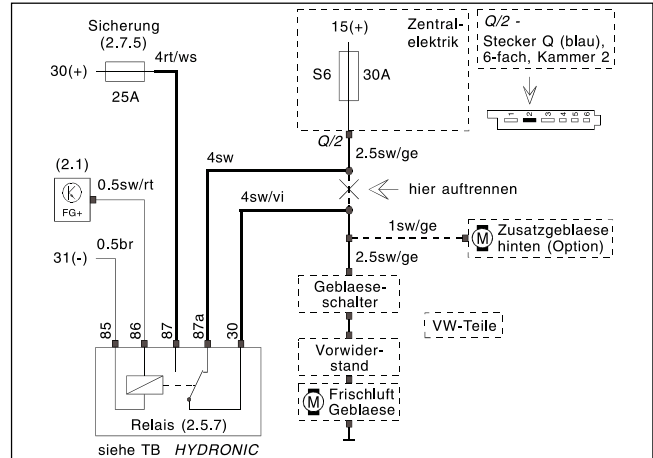 Sicherung
(2.7.5)
30(+)
4rt/ws
25A
15(+)
Zentral-
elektrik
S6
30A
Q/2
Q/2 -
Stecker Q (blau),
6-fach, Kammer 2
1 2 3 4 5 6
2.5sw/ge
4sw
hier auftrennen
(2.1)
FG+
0.5sw/rt
4sw/vi
1sw/ge
M
Zusatzgeblaese
hinten (Option)
0.5br
31(-)
2.5sw/ge
Geblaese-
schalter
VW-Teile
85
86
87
87a
30
Vorwider-
stand
M
Frischluft
Geblaese
Relais (2.5.7)
siehe TB HYDRONIC